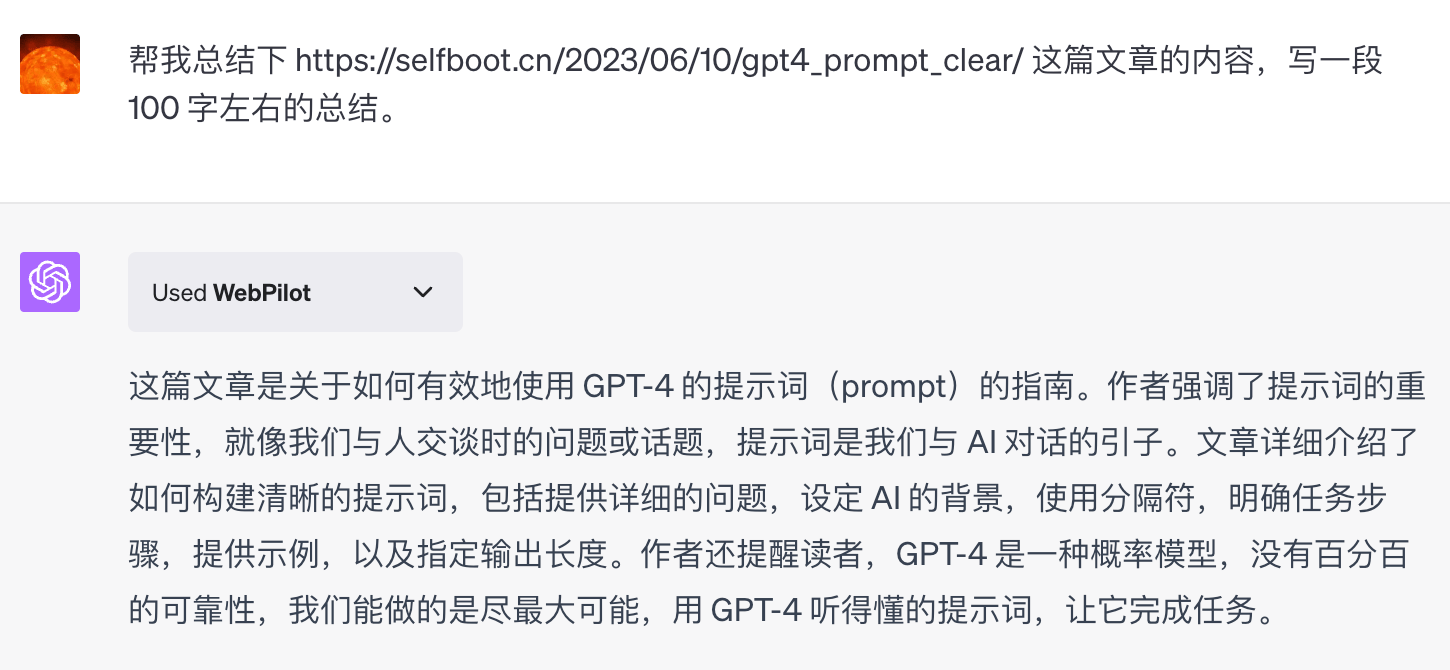 帮我总结下 https://selfboot.cn/2023/06/10/gpt4_prompt_clear/ 这篇文章的内容，写一段
100 字左右的总结。
Used WebPilot
这篇文章是关于如何有效地使用 GPT-4 的提示词（prompt）的指南。作者强调了提示词的重
要性，就像我们与人交谈时的问题或话题，提示词是我们与 AI 对话的引子。文章详细介绍了
如何构建清晰的提示词，包括提供详细的问题，设定 AI 的背景，使用分隔符，明确任务步
骤，提供示例，以及指定输出长度。作者还提醒读者，GPT-4 是一种概率模型，没有百分百
的可靠性，我们能做的是尽最大可能，用 GPT-4 听得懂的提示词，让它完成任务。